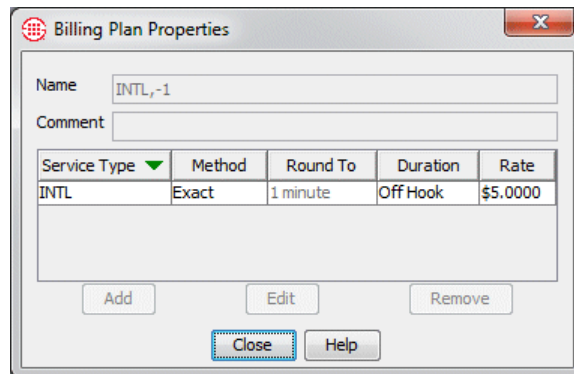 Billing Plan Properties
Name INTL,-1
Comment
Service Type Method Round To Duration Rate
INTL Exact 1 minute Off Hook $5.0000
Add Edit Remove
Close Help